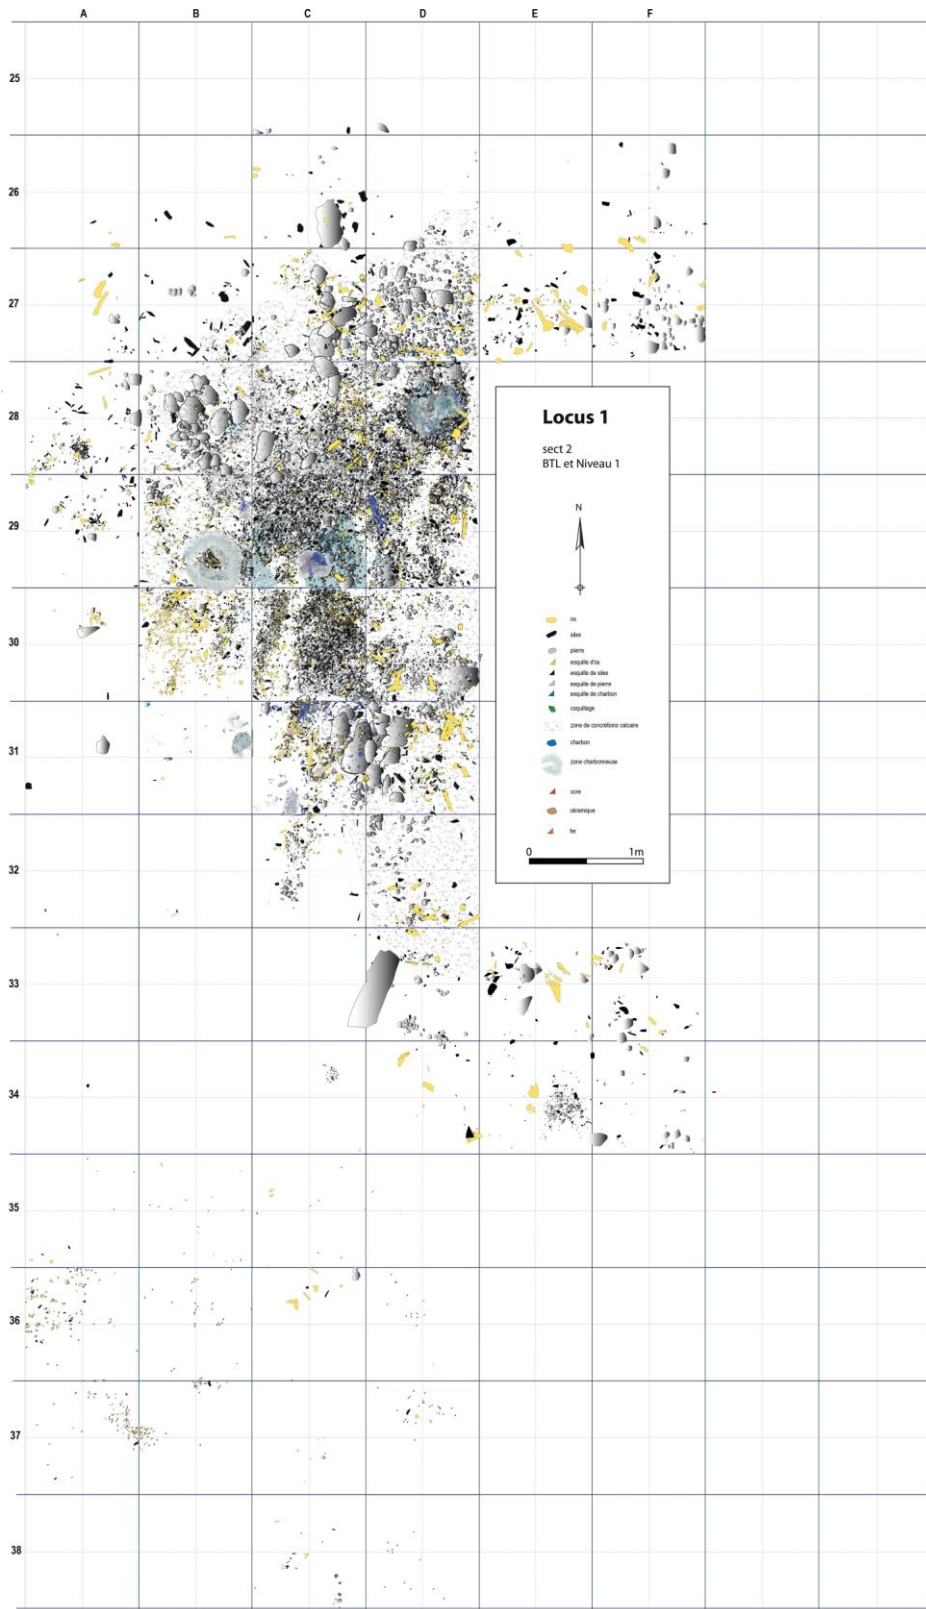 A B C D E F
25
26
27
28
29
30
31
32
33
34
35
36
37
38
Locus 1
sect 2
BTL et Niveau 1
N
os
silex
pierre
esquille d'os
esquille de silex
esquille de pierre
esquille de charbon
coquillage
zone de concrétions calcaire
charbon
zone charbonneuse
ocre
céramique
fer
0 1m